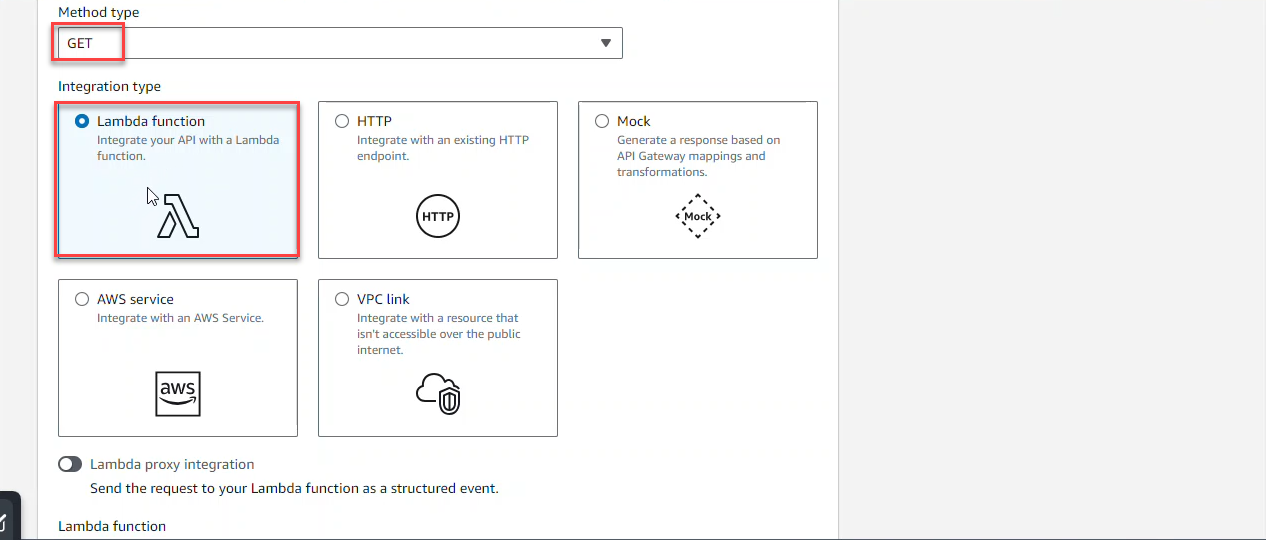 Method type
GET
Integration type
Lambda function
Integrate your API with a Lambda
function.
HTTP
Integrate with an existing HTTP
endpoint.
HTTP
Mock
Generate a response based on
API Gateway mappings and
transformations.
Mock
AWS service
Integrate with an AWS Service.
aws
VPC link
Integrate with a resource that
isn't accessible over the public
internet.
Lambda proxy integration
Send the request to your Lambda function as a structured event.
Lambda function